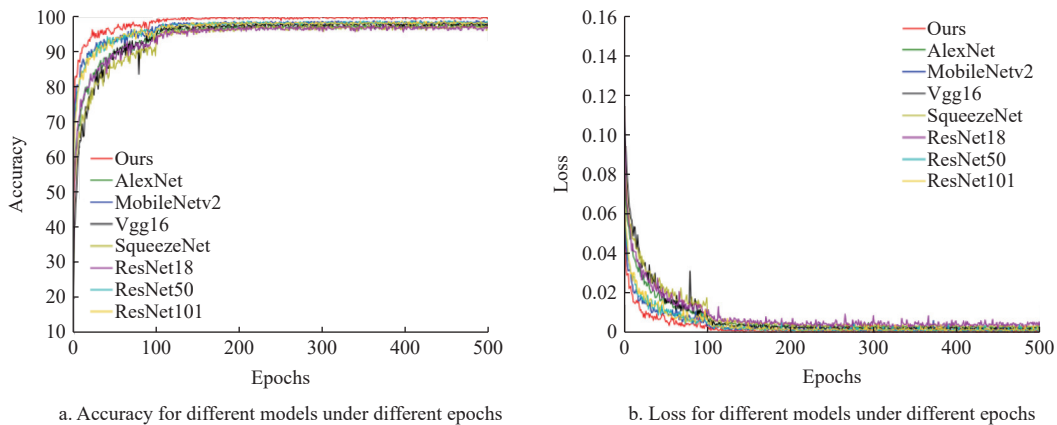 100
90
80
70
60
50
40
30
20
10
Accuracy
Ours
AlexNet
MobileNetv2
Vgg16
SqueezeNet
ResNet18
ResNet50
ResNet101
0
100
200
300
400
500
Epochs
a. Accuracy for different models under different epochs
0.16
0.14
0.12
0.10
0.08
0.06
0.04
0.02
0
Loss
Ours
AlexNet
MobileNetv2
Vgg16
SqueezeNet
ResNet18
ResNet50
ResNet101
0
100
200
300
400
500
Epochs
b. Loss for different models under different epochs